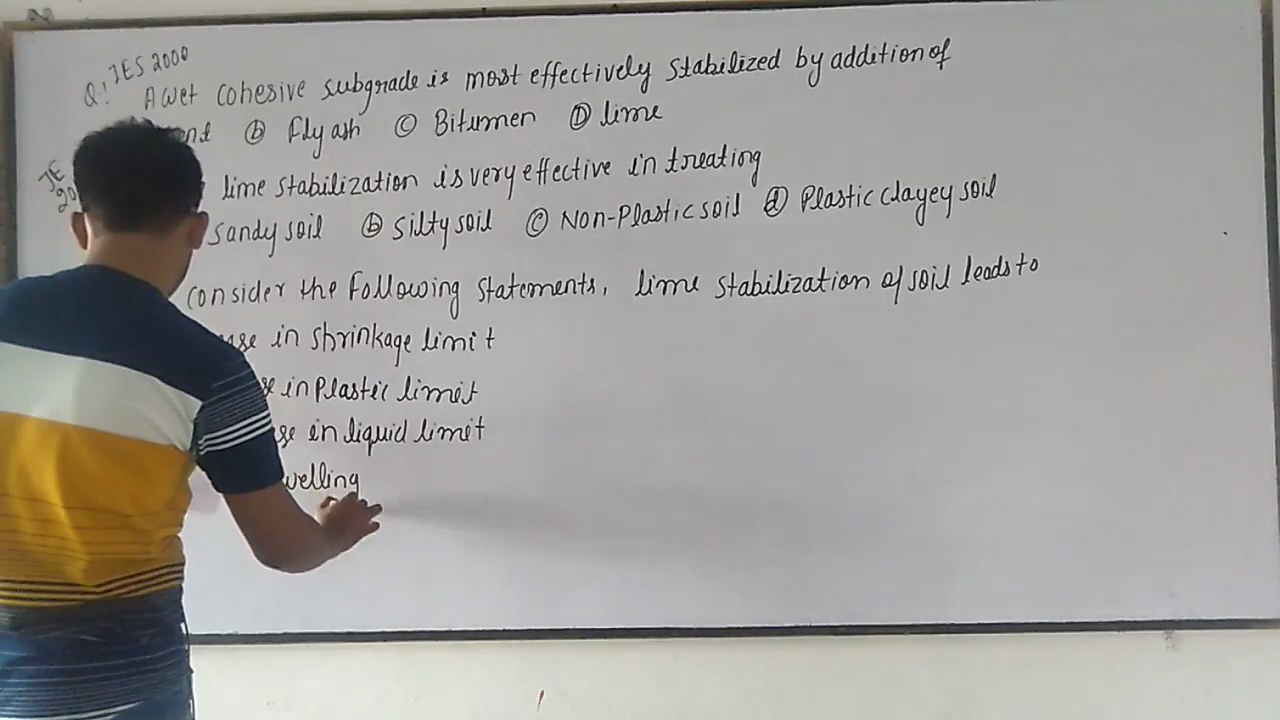 Q! IES 2000
A wet cohesive subgrade is most effectively stabilized by addition of
ⓑ Fly ash ⓒ Bitumen ⓓ lime
JE
20
lime stabilization is very effective in treating
Sandy soil ⓑ Silty soil ⓒ Non-Plastic soil ⓓ Plastic clayey soil
Consider the following statements, lime stabilization of soil leads to
in shrinkage limit
in Plastic limit
in liquid limit
welling